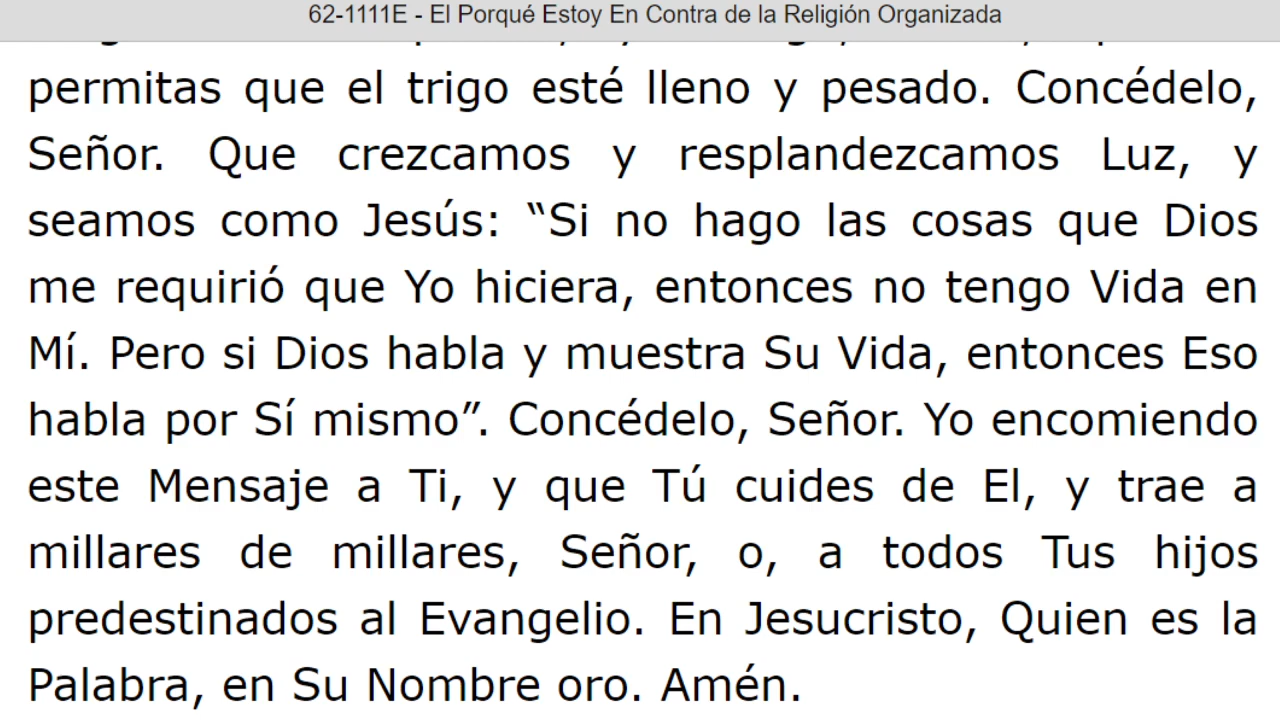 62-1111E - El Porqué Estoy En Contra de la Religión Organizada
permitas que el trigo esté lleno y pesado. Concédelo,
Señor. Que crezcamos y resplandezcamos Luz, y
seamos como Jesús: “Si no hago las cosas que Dios
me requirió que Yo hiciera, entonces no tengo Vida en
Mí. Pero si Dios habla y muestra Su Vida, entonces Eso
habla por Sí mismo”. Concédelo, Señor. Yo encomiendo
este Mensaje a Ti, y que Tú cuides de El, y trae a
millares de millares, Señor, o, a todos Tus hijos
predestinados al Evangelio. En Jesucristo, Quien es la
Palabra, en Su Nombre oro. Amén.